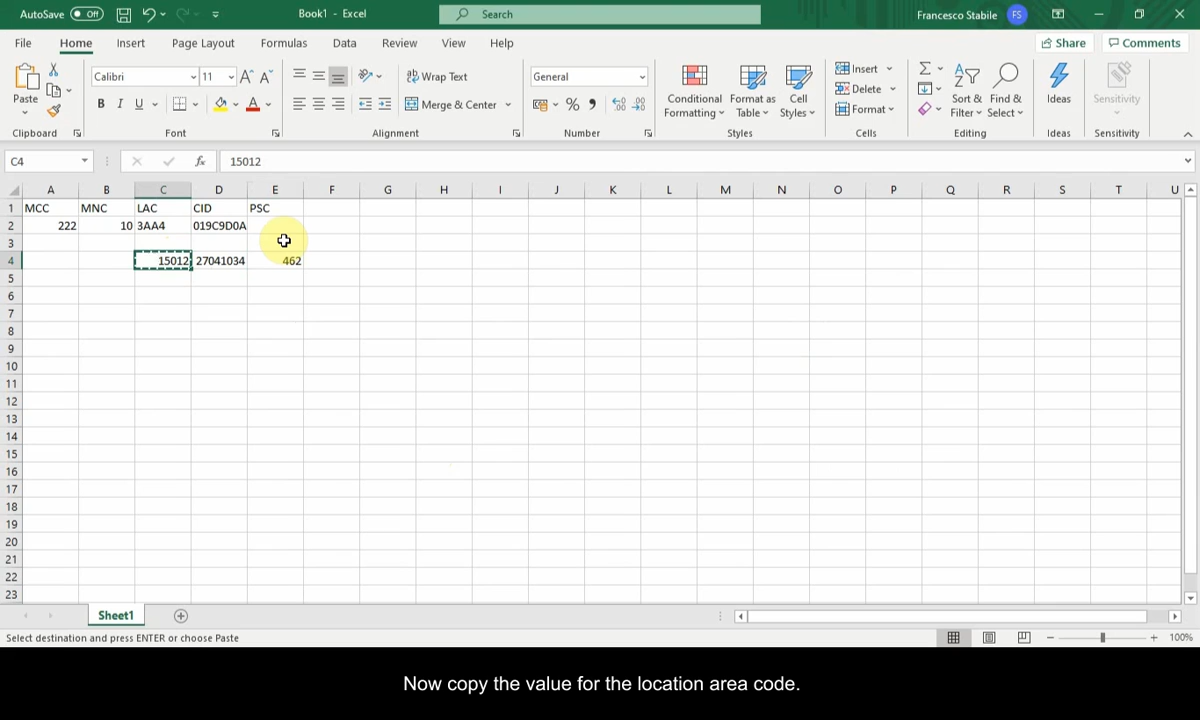 AutoSave Off Book1 - Excel Search Francesco Stabile FS
File Home Insert Page Layout Formulas Data Review View Help Share Comments
Paste Calibri 11 A A ab Wrap Text General Conditional Formatting Format as Table Cell Styles Insert Delete Format Sort & Filter Find & Select Ideas Sensitivity
B I U A Merge & Center %
Clipboard Font Alignment Number Styles Cells Editing Ideas Sensitivity
C4 fx 15012
A B C D E F G H I J K L M N O P Q R S T U
1 MCC MNC LAC CID PSC
2 222 10 3AA4 019C9D0A
3
4 15012 27041034 462
5
6
7
8
9
10
11
12
13
14
15
16
17
18
19
20
21
22
23
Sheet1
Select destination and press ENTER or choose Paste 100%
Now copy the value for the location area code.